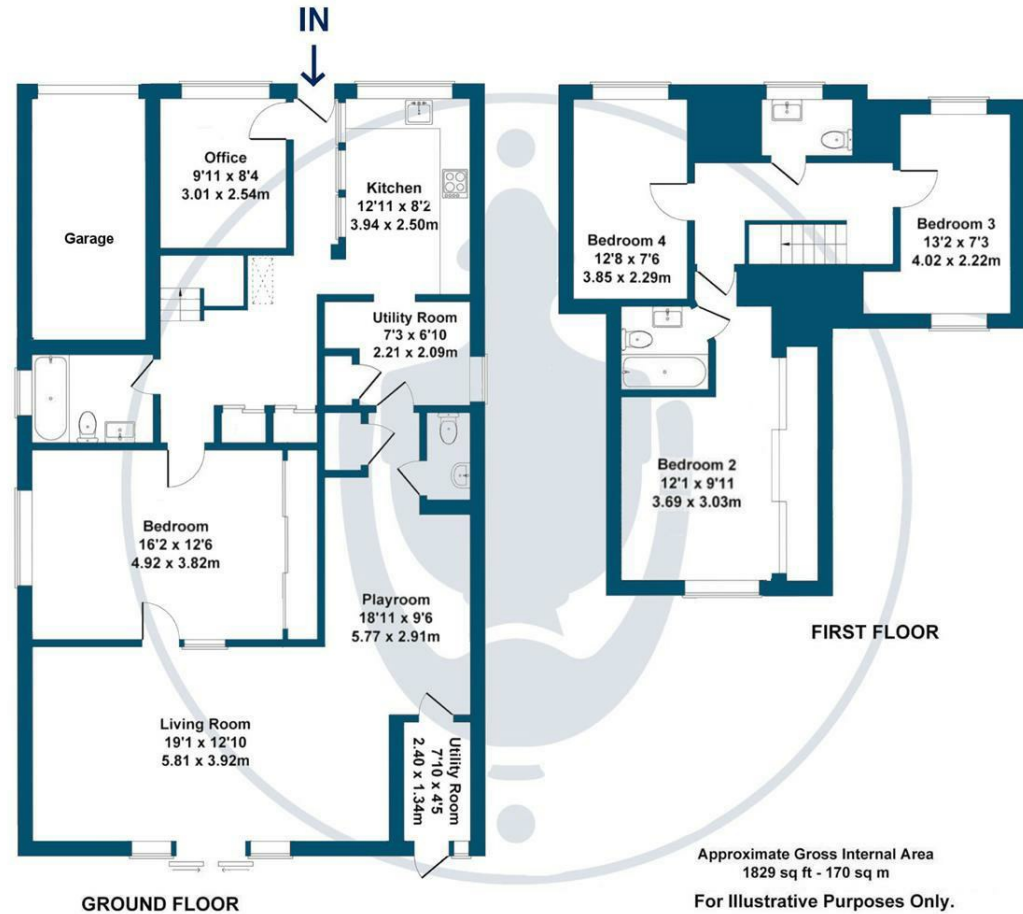 IN
Office
9'11 x 8'4
3.01 x 2.54m
Kitchen
12'11 x 8'2
3.94 x 2.50m
Garage
Utility Room
7'3 x 6'10
2.21 x 2.09m
Bedroom
16'2 x 12'6
4.92 x 3.82m
Playroom
18'11 x 9'6
5.77 x 2.91m
Living Room
19'1 x 12'10
5.81 x 3.92m
Utility Room
7'10 x 4'5
2.40 x 1.34m
GROUND FLOOR
Bedroom 4
12'8 x 7'6
3.85 x 2.29m
Bedroom 3
13'2 x 7'3
4.02 x 2.22m
Bedroom 2
12'1 x 9'11
3.69 x 3.03m
FIRST FLOOR
Approximate Gross Internal Area
1829 sq ft - 170 sq m
For Illustrative Purposes Only.